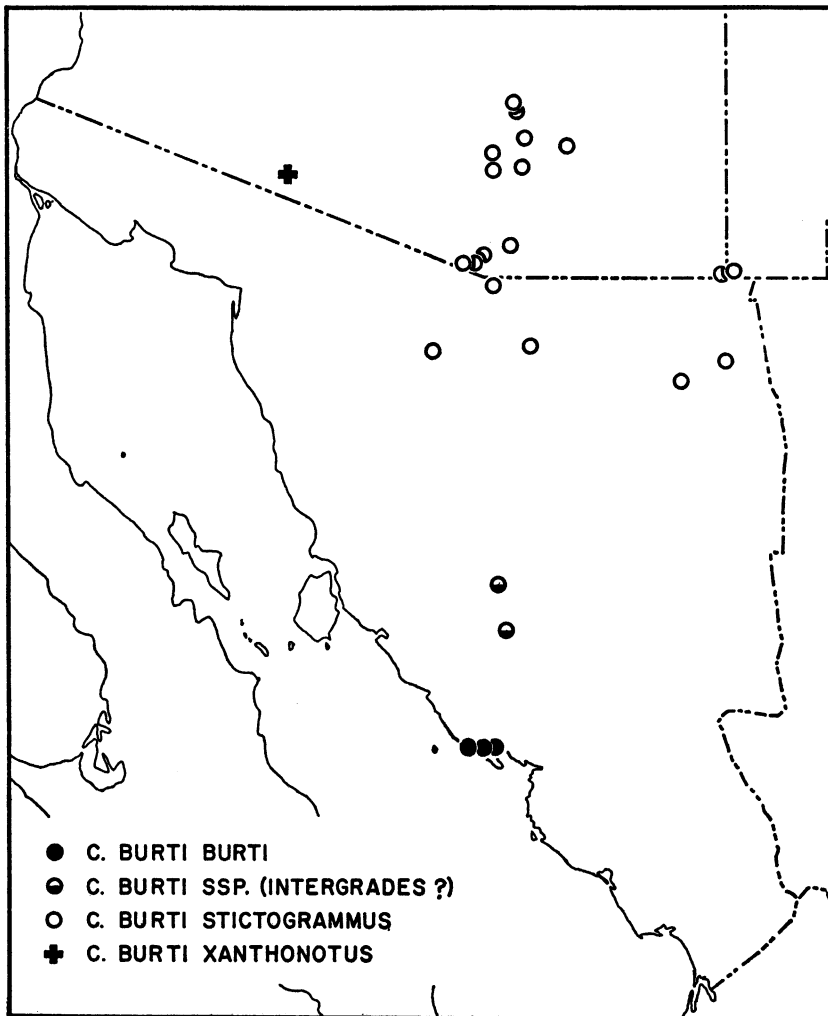 C. BURTI BURTI
C. BURTI SSP. (INTERGRADES ?)
C. BURTI STICTOGRAMMUS
C. BURTI XANTHONOTUS